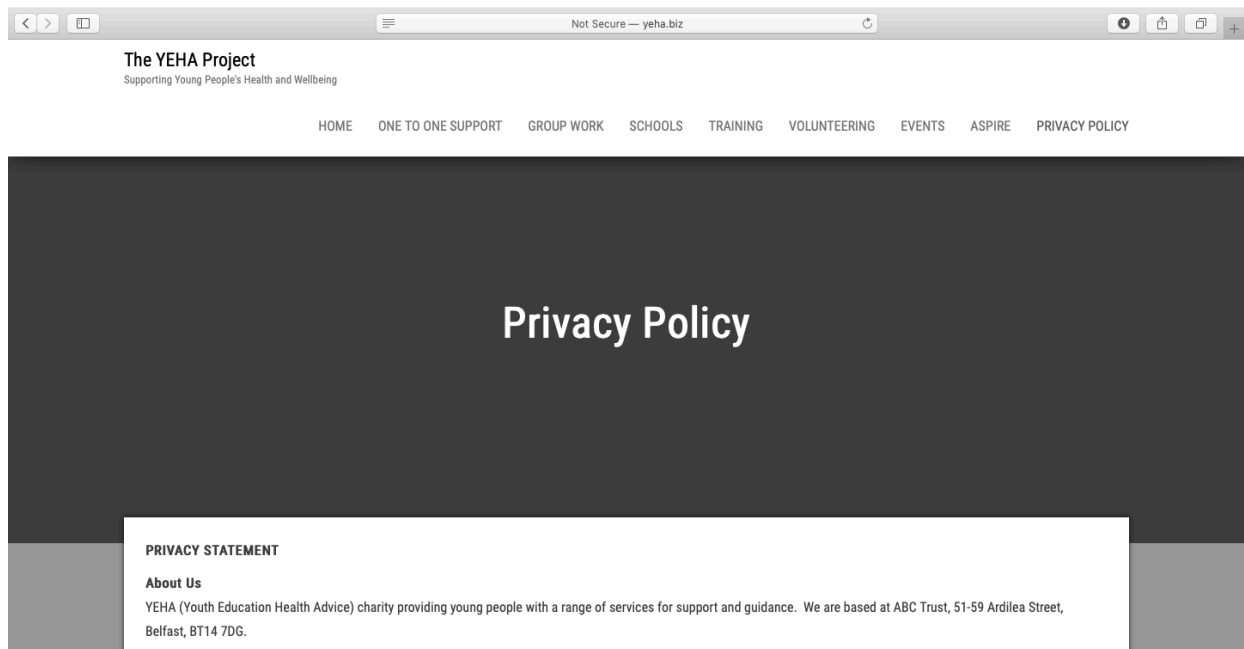 Not Secure — yeha.biz
The YEHA Project
Supporting Young People's Health and Wellbeing
HOME ONE TO ONE SUPPORT GROUP WORK SCHOOLS TRAINING VOLUNTEERING EVENTS ASPIRE PRIVACY POLICY
Privacy Policy
PRIVACY STATEMENT
About Us
YEHA (Youth Education Health Advice) charity providing young people with a range of services for support and guidance. We are based at ABC Trust, 51-59 Ardilea Street,
Belfast, BT14 7DG.